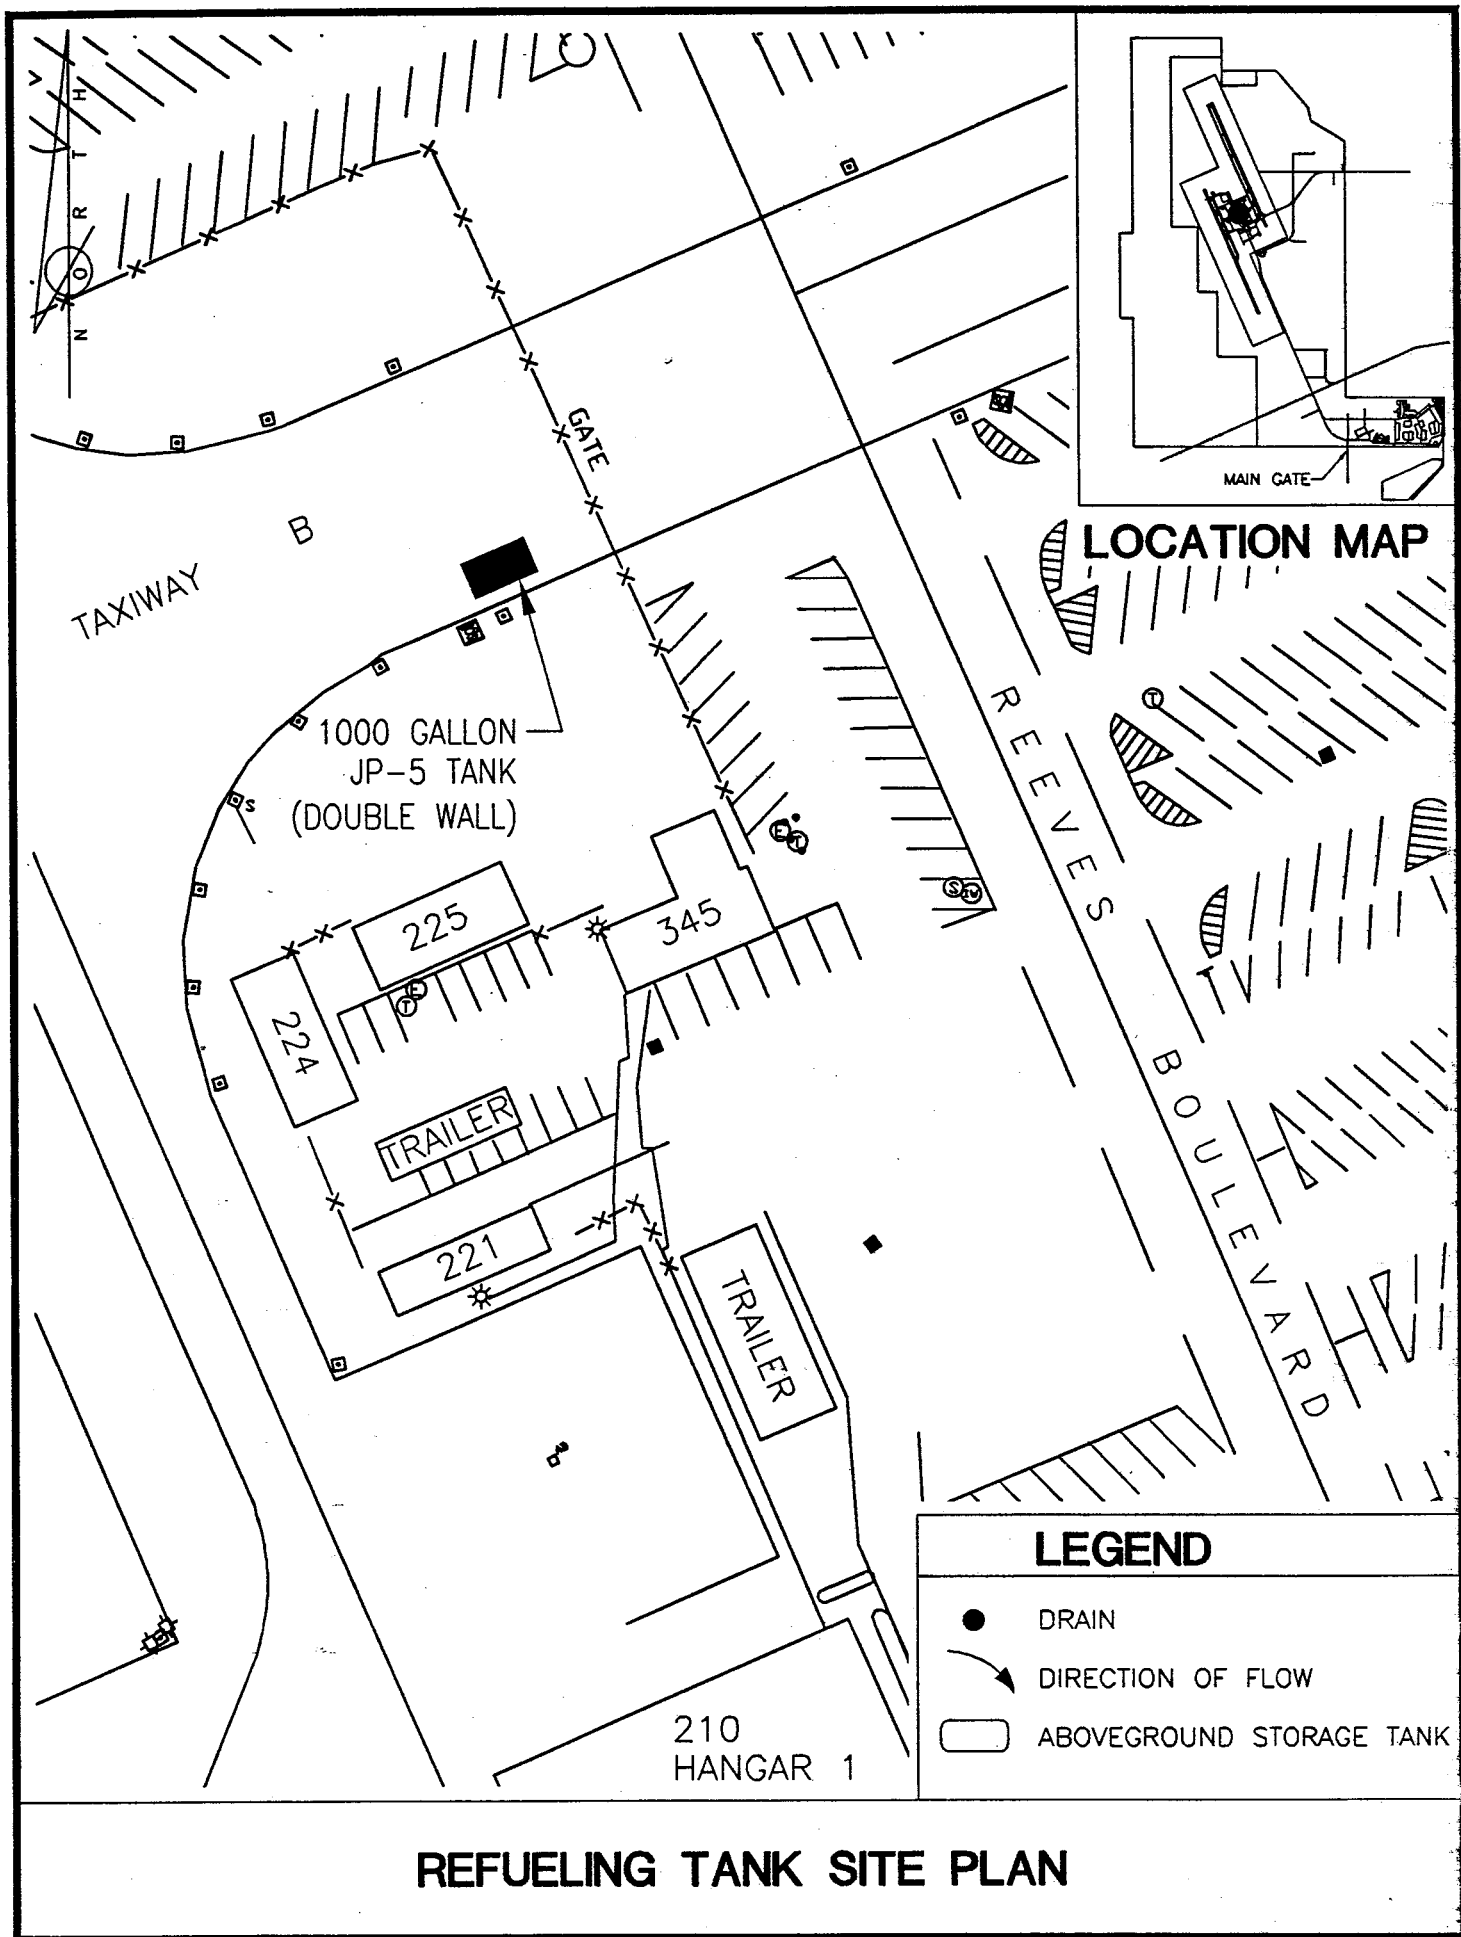 NORTH
GATE
MAIN GATE
LOCATION MAP
B
TAXIWAY
1000 GALLON
JP-5 TANK
(DOUBLE WALL)
S
REEVES BOULEVARD
T
E
T
S
IW
225
345
224
E
T
TRAILER
221
TRAILER
210
HANGAR 1
LEGEND
DRAIN
DIRECTION OF FLOW
ABOVEGROUND STORAGE TANK
REFUELING TANK SITE PLAN